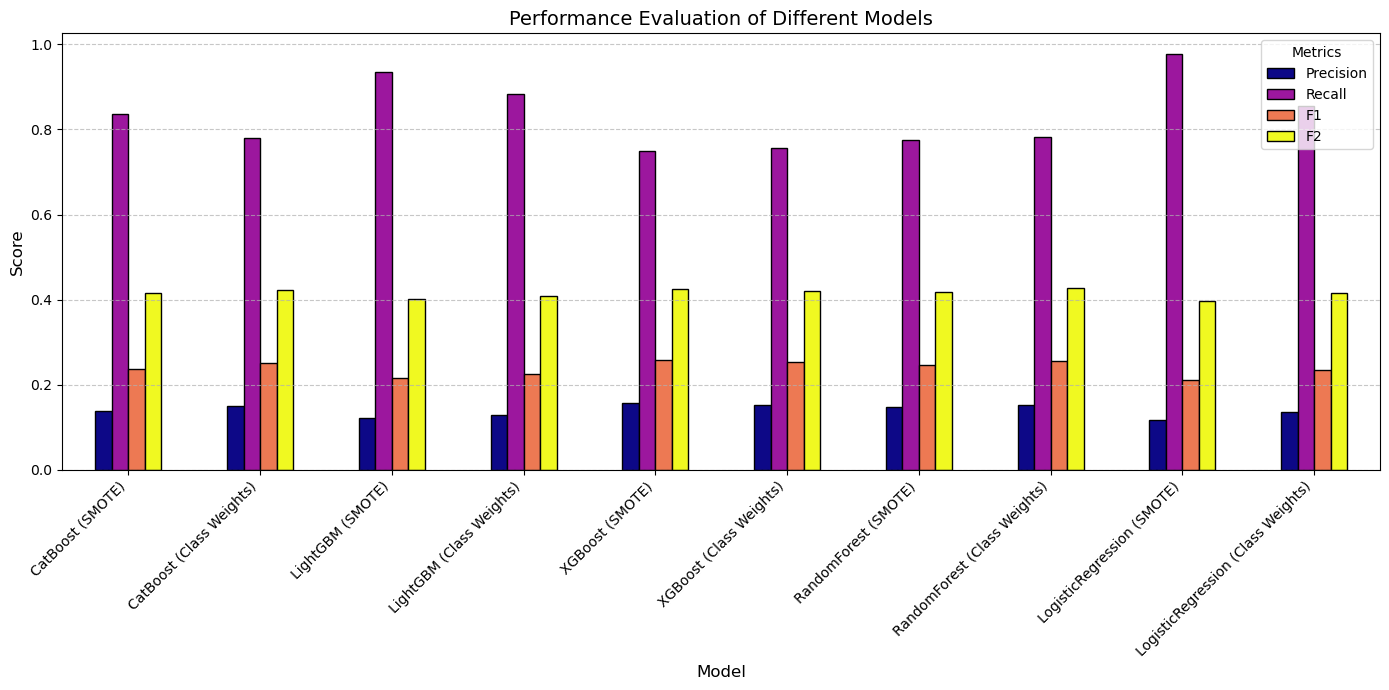 Performance Evaluation of Different Models
1.0
0.8
0.6
0.4
0.2
0.0
Score
Metrics
Precision
Recall
F1
F2
CatBoost (SMOTE)
CatBoost (Class Weights)
LightGBM (SMOTE)
LightGBM (Class Weights)
XGBoost (SMOTE)
XGBoost (Class Weights)
RandomForest (SMOTE)
RandomForest (Class Weights)
LogisticRegression (SMOTE)
LogisticRegression (Class Weights)
Model